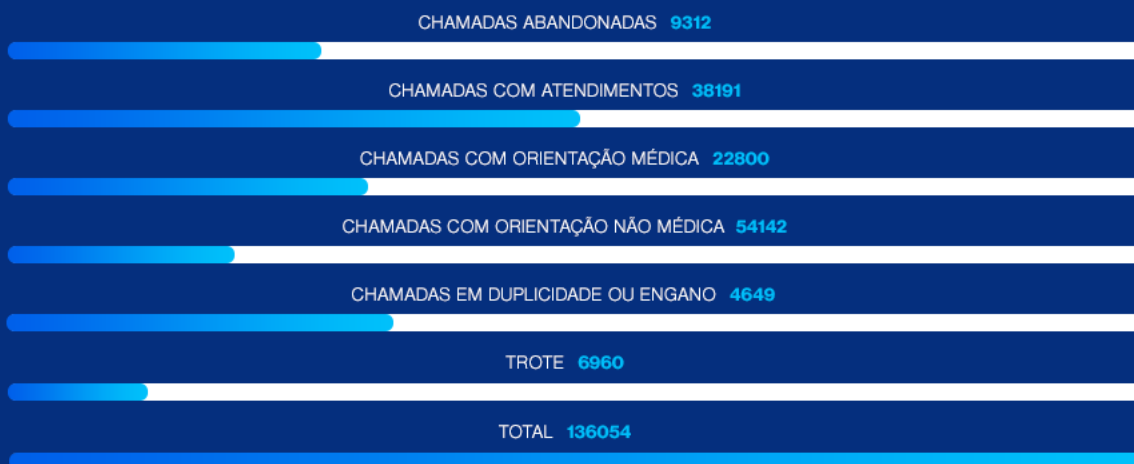 CHAMADAS ABANDONADAS 9312
CHAMADAS COM ATENDIMENTOS 38191
CHAMADAS COM ORIENTAÇÃO MÉDICA 22800
CHAMADAS COM ORIENTAÇÃO NÃO MÉDICA 54142
CHAMADAS EM DUPLICIDADE OU ENGANO 4649
TROTE 6960
TOTAL 136054